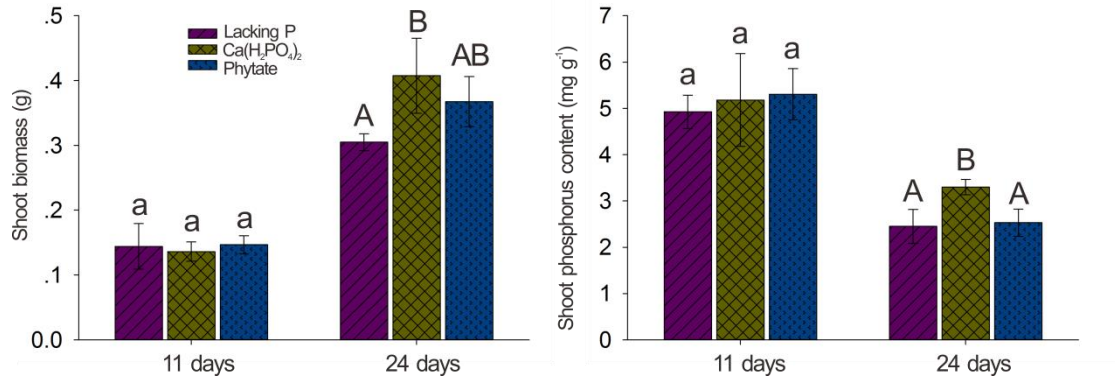 Shoot biomass (g)
.5
.4
.3
.2
.1
0.0
Lacking P
Ca(H₂PO₄)₂
Phytate
a
a
a
A
B
AB
11 days
24 days
Shoot phosphorus content (mg g⁻¹)
7
6
5
4
3
2
1
0
a
a
a
A
B
A
11 days
24 days